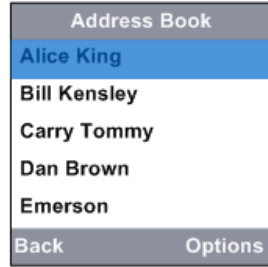 Address Book
Alice King
Bill Kensley
Carry Tommy
Dan Brown
Emerson
Back Options